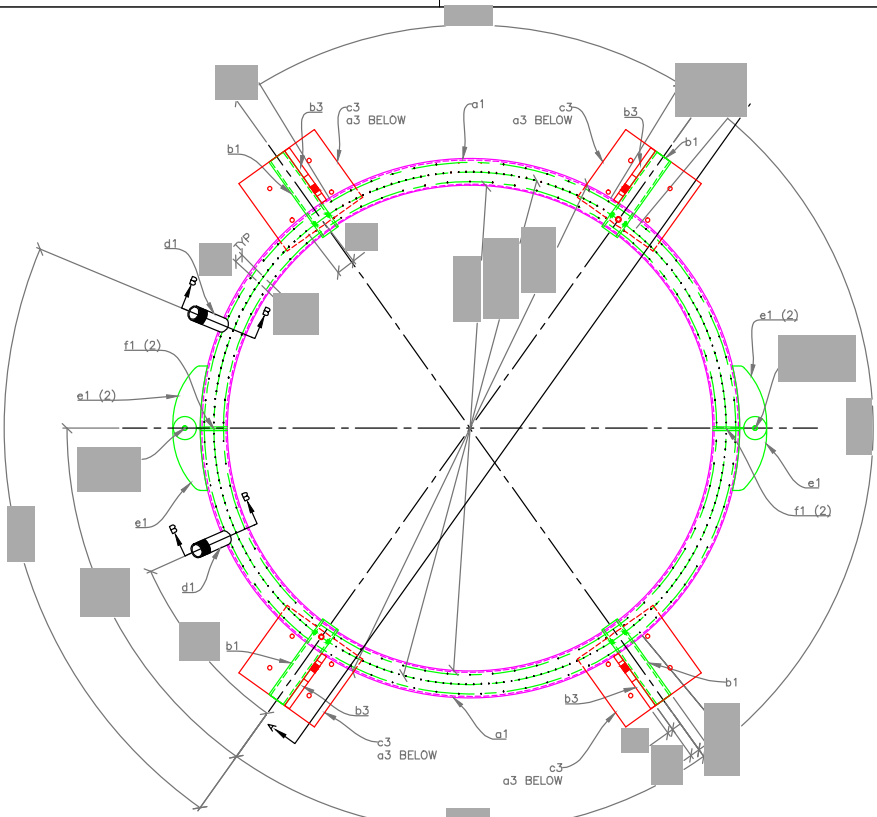 b3
c3
a3 BELOW
a1
c3
a3 BELOW
b3
b1
b1
TYP
d1
B
B
e1 (2)
f1 (2)
e1 (2)
e1
f1 (2)
e1
B
B
d1
b1
b1
b3
b3
A
a1
c3
a3 BELOW
c3
a3 BELOW